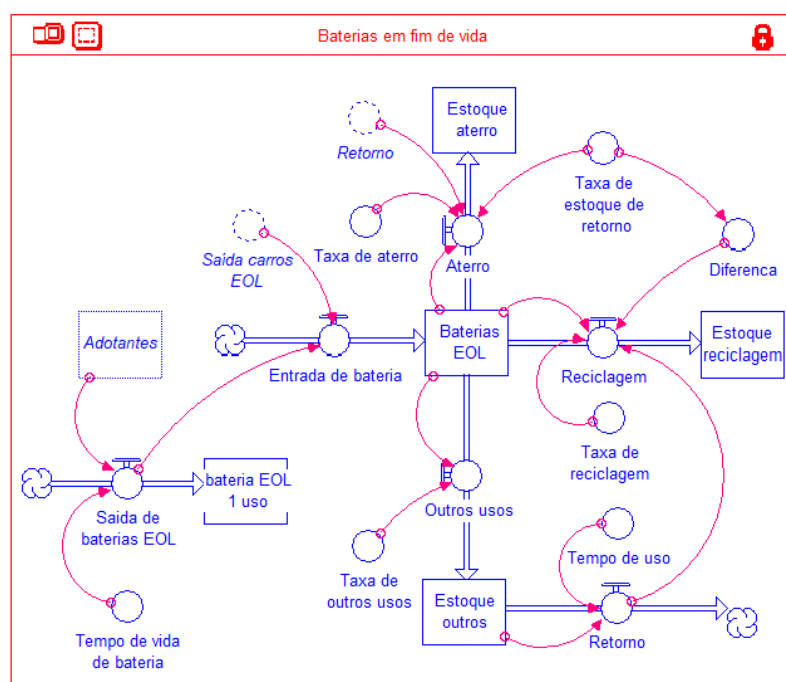 Baterias em fim de vida
Estoque
aterro
Retorno
Taxa de
estoque de
retorno
Taxa de aterro
Saida carros
EOL
Aterro
Diferenca
Adotantes
Baterias
EOL
Estoque
reciclagem
Entrada de bateria
Reciclagem
Taxa de
reciclagem
bateria EOL
1 uso
Saida de
baterias EOL
Outros usos
Tempo de uso
Taxa de
outros usos
Estoque
outros
Retorno
Tempo de vida
de bateria